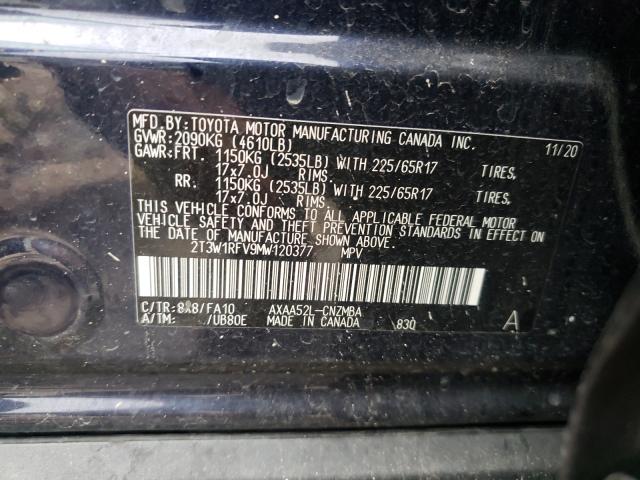 MFD.BY:TOYOTA MOTOR MANUFACTURING CANADA INC. 11/20
GVWR:2090KG (4610LB)
GAWR:FRT. 1150KG (2535LB) WITH 225/65R17 TIRES,
17x7.0J RIMS
RR. 1150KG (2535LB) WITH 225/65R17 TIRES,
17x7.0J RIMS
THIS VEHICLE CONFORMS TO ALL APPLICABLE FEDERAL MOTOR
VEHICLE SAFETY AND THEFT PREVENTION STANDARDS IN EFFECT ON
THE DATE OF MANUFACTURE SHOWN ABOVE.
2T3W1RFV9MW120377 MPV
C/TR:8X8/FA10 AXAA52L-CNZMBA
A/TM: /UB80E MADE IN CANADA 830 A